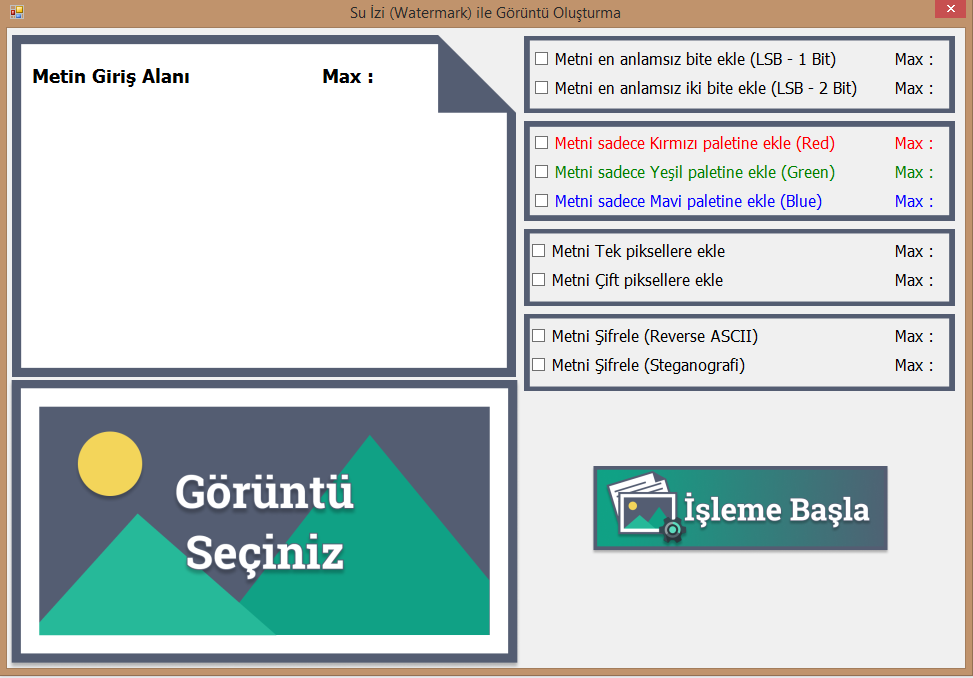 Su İzi (Watermark) ile Görüntü Oluşturma
Metin Giriş Alanı Max :
Metni en anlamsız bite ekle (LSB - 1 Bit) Max :
Metni en anlamsız iki bite ekle (LSB - 2 Bit) Max :
Metni sadece Kırmızı paletine ekle (Red) Max :
Metni sadece Yeşil paletine ekle (Green) Max :
Metni sadece Mavi paletine ekle (Blue) Max :
Metni Tek piksellere ekle Max :
Metni Çift piksellere ekle Max :
Metni Şifrele (Reverse ASCII) Max :
Metni Şifrele (Steganografi) Max :
Görüntü
Seçiniz
İşleme Başla